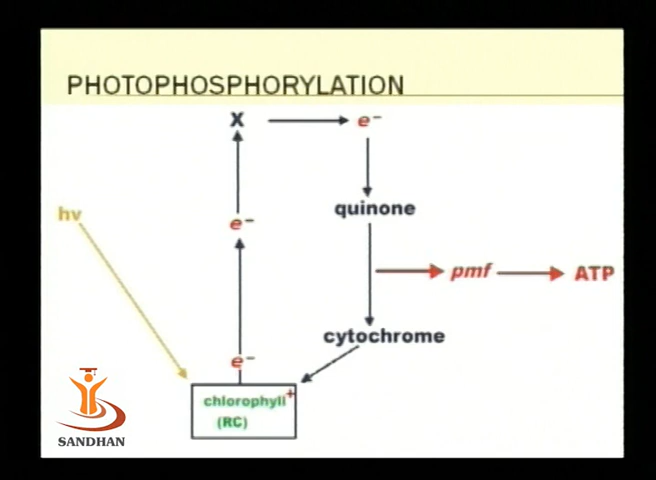 PHOTOPHOSPHORYLATION
X
e⁻
hv
e⁻
quinone
pmf
ATP
cytochrome
e⁻
chlorophyll⁺
(RC)
SANDHAN